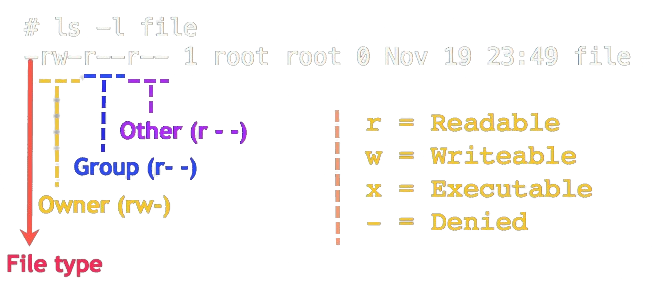 # ls -l file
-rw-r--r-- 1 root root 0 Nov 19 23:49 file
Other (r - -)
Group (r- -)
Owner (rw-)
File type
r = Readable
w = Writeable
x = Executable
- = Denied